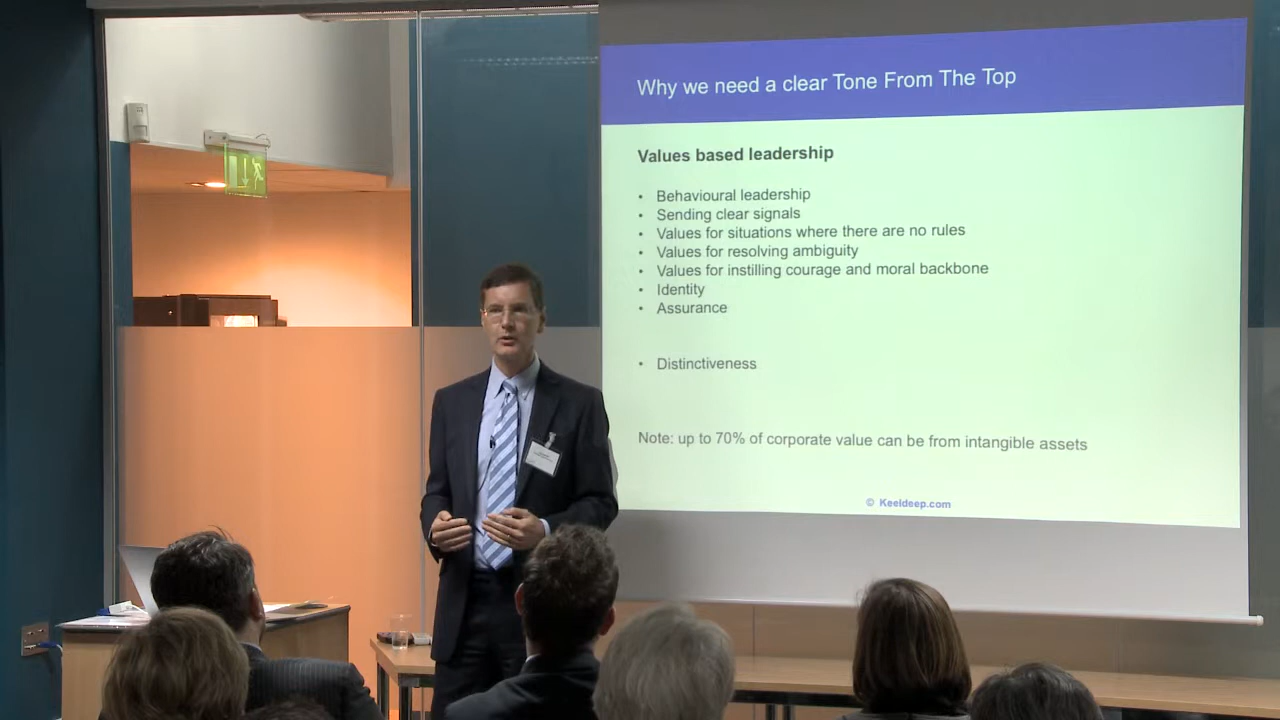 Why we need a clear Tone From The Top
Values based leadership
• Behavioural leadership
• Sending clear signals
• Values for situations where there are no rules
• Values for resolving ambiguity
• Values for instilling courage and moral backbone
• Identity
• Assurance
• Distinctiveness
Note: up to 70% of corporate value can be from intangible assets
© Keeldeep.com